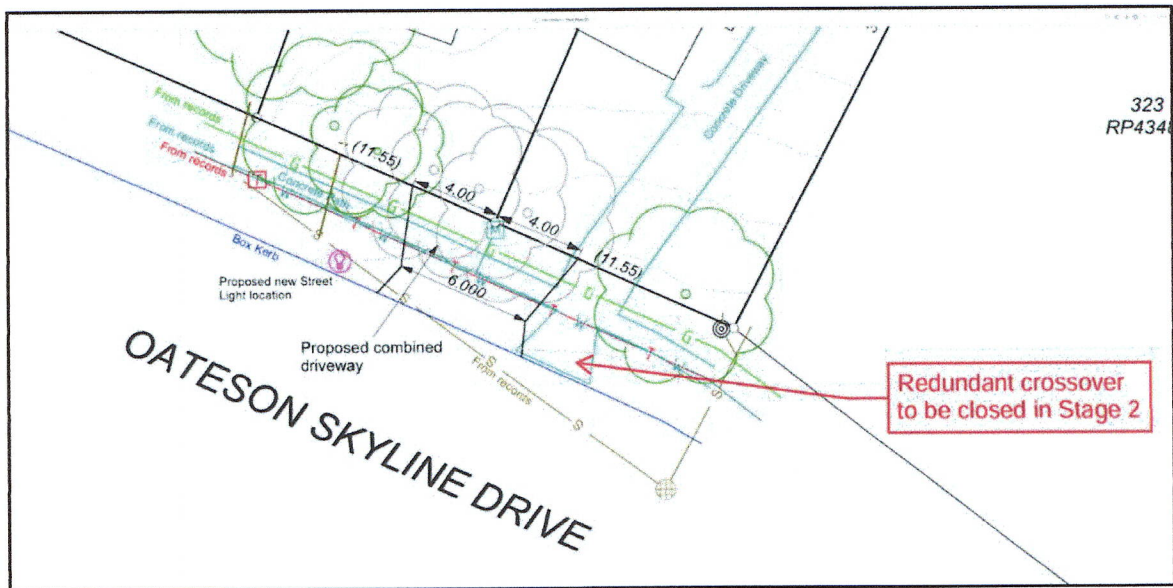 323
RP434
From records
From records
From records
Concrete Path
Concrete Driveway
(11.55)
4.00
4.00
(11.55)
6.000
G
G
G
G
G
W
W
W
W
W
T
T
T
T
T
M
S
S
S
S
S
Box Kerb
Proposed new Street
Light location
Proposed combined
driveway
From records
OATESON SKYLINE DRIVE
Redundant crossover
to be closed in Stage 2